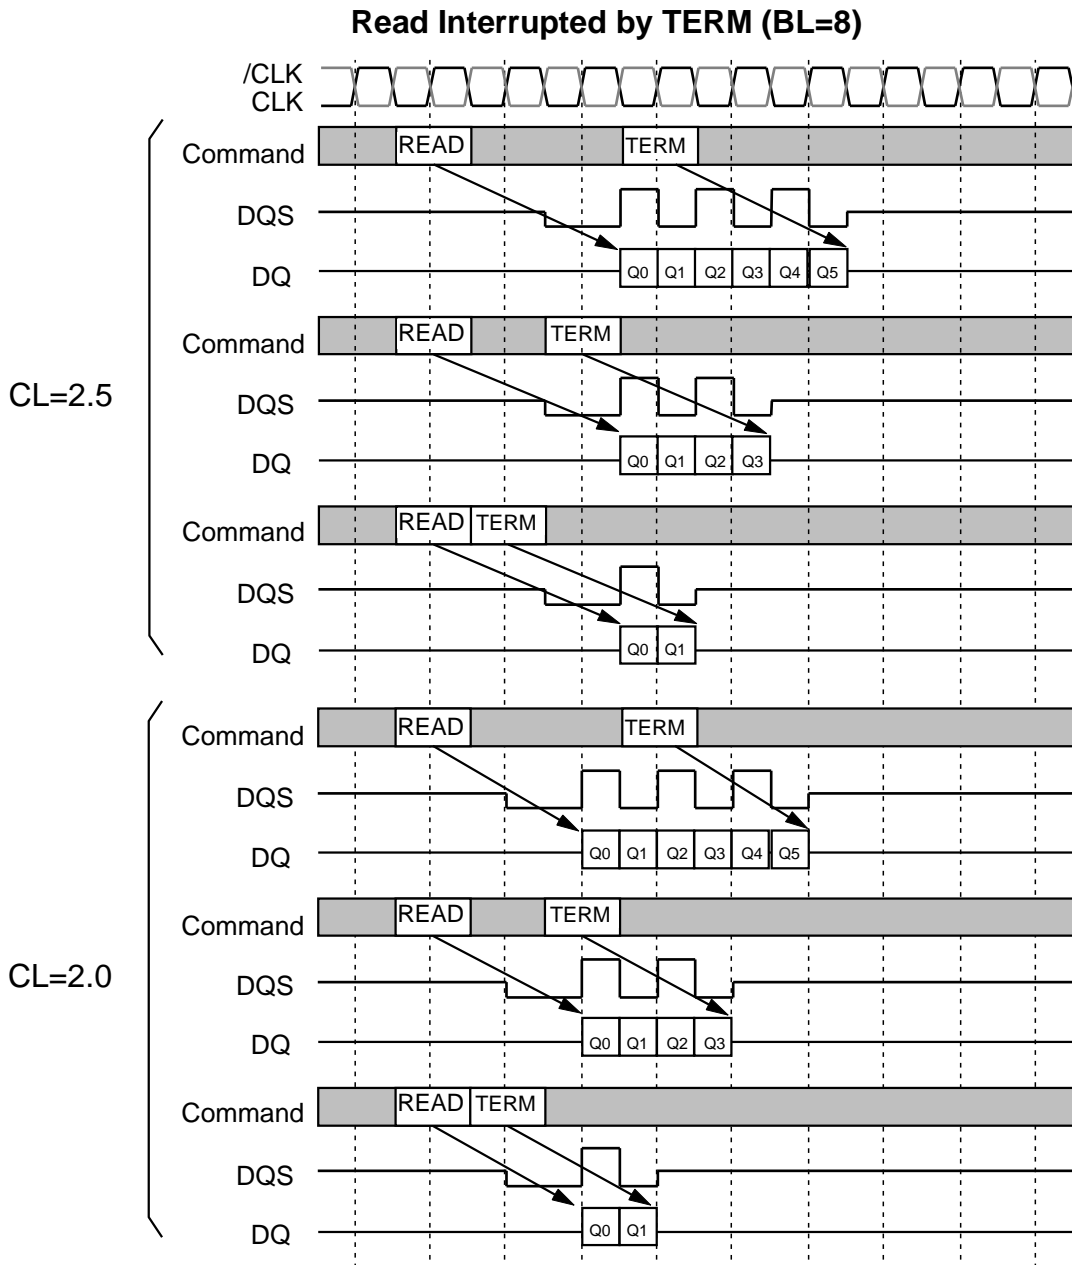 Read Interrupted by TERM (BL=8)
/CLK
CLK
Command READ TERM
DQS
DQ Q0 Q1 Q2 Q3 Q4 Q5
Command READ TERM
CL=2.5
DQS
DQ Q0 Q1 Q2 Q3
Command READ TERM
DQS
DQ Q0 Q1
Command READ TERM
DQS
DQ Q0 Q1 Q2 Q3 Q4 Q5
Command READ TERM
CL=2.0
DQS
DQ Q0 Q1 Q2 Q3
Command READ TERM
DQS
DQ Q0 Q1